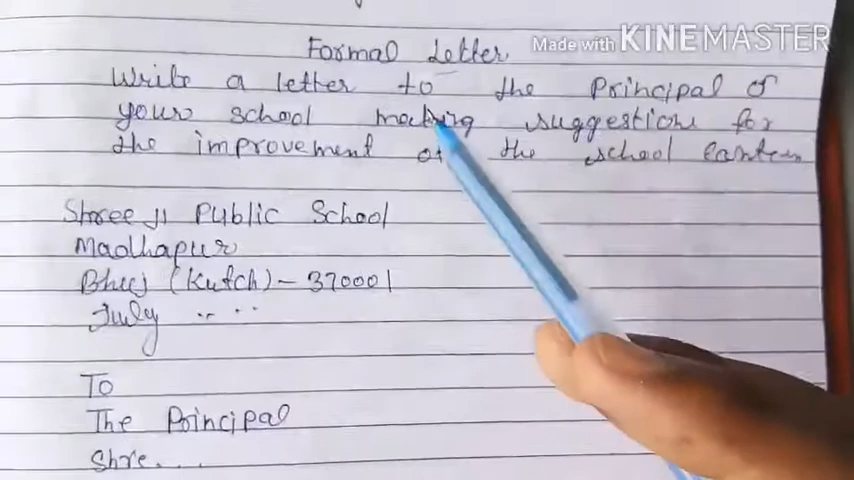 Formal Letter
Made with KINEMASTER
Write a letter to the Principal of
your school making suggestions for
the improvement of the school canteen
Shree ji Public School
Madhapur
Bhuj (Kutch) - 370001
July .. ..
To
The Principal
Shre....